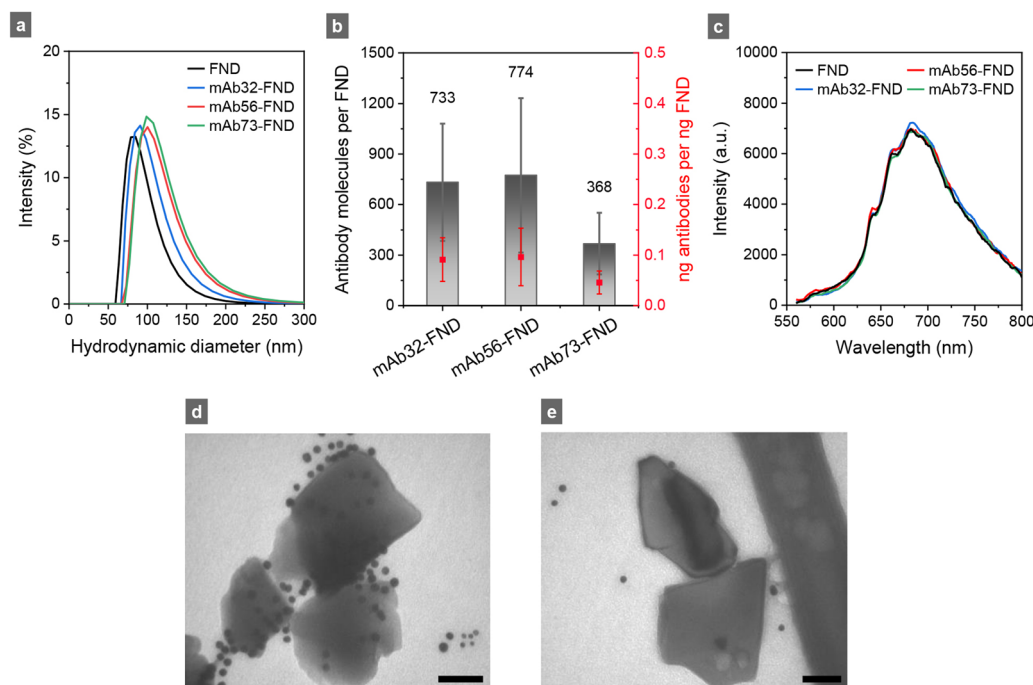 a
20
15
10
5
0
Intensity (%)
FND
mAb32-FND
mAb56-FND
mAb73-FND
0 50 100 150 200 250 300
Hydrodynamic diameter (nm)
b
1500
1200
900
600
300
0
Antibody molecules per FND
733
774
368
0.5
0.4
0.3
0.2
0.1
0.0
ng antibodies per ng FND
mAb32-FND
mAb56-FND
mAb73-FND
c
10000
8000
6000
4000
2000
0
Intensity (a.u.)
FND
mAb56-FND
mAb32-FND
mAb73-FND
550 600 650 700 750 800
Wavelength (nm)
d
e